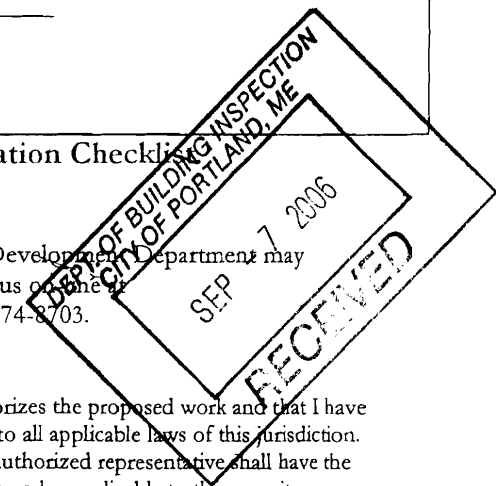 ation Checklist
DEPT. OF BUILDING INSPECTION
CITY OF PORTLAND, ME
SEP - 7 2006
RECEIVED
Development Department may
us on-line at
74-8703.
orizes the proposed work and that I have
to all applicable laws of this jurisdiction.
authorized representative shall have the